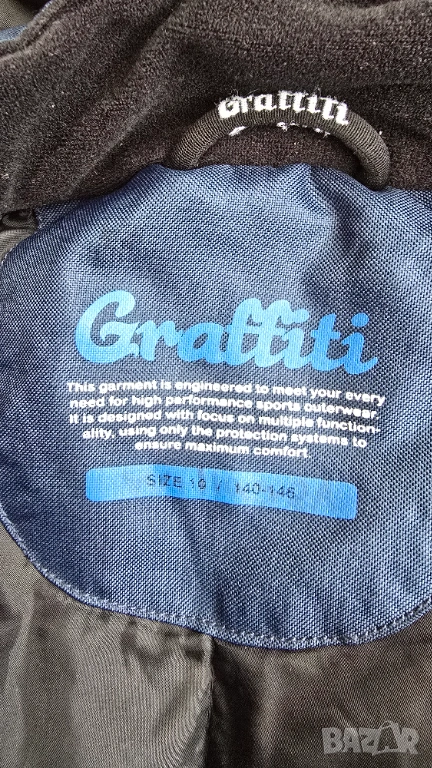 Graffiti
Graffiti
This garment is engineered to meet your every
need for high performance sports outerwear.
It is designed with focus on multiple function-
ality, using only the protection systems to
ensure maximum comfort.
SIZE 10 / 140-146
BAZAR